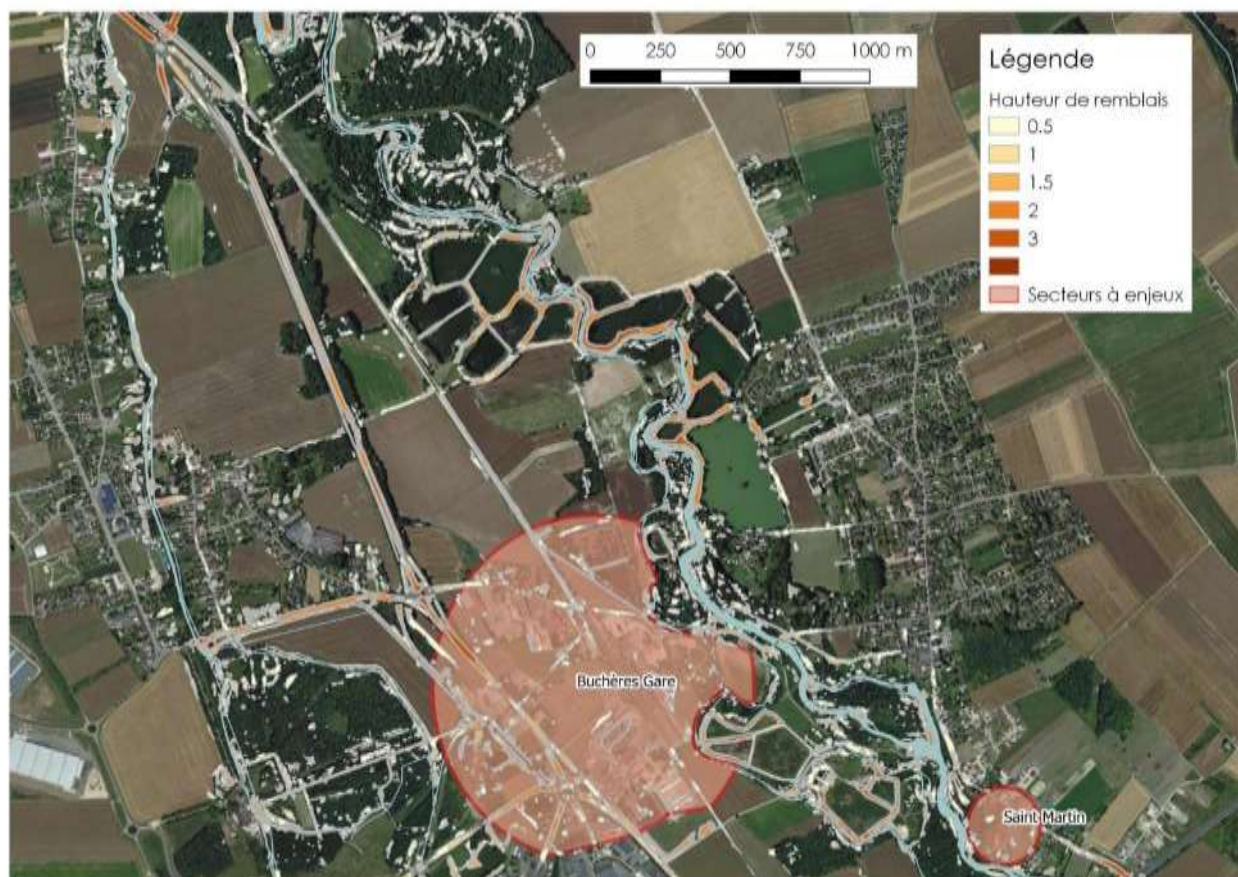 0 250 500 750 1000 m
Légende
Hauteur de remblais
0.5
1
1.5
2
3
Secteurs à enjeux
Buchères Gare
Saint Martin